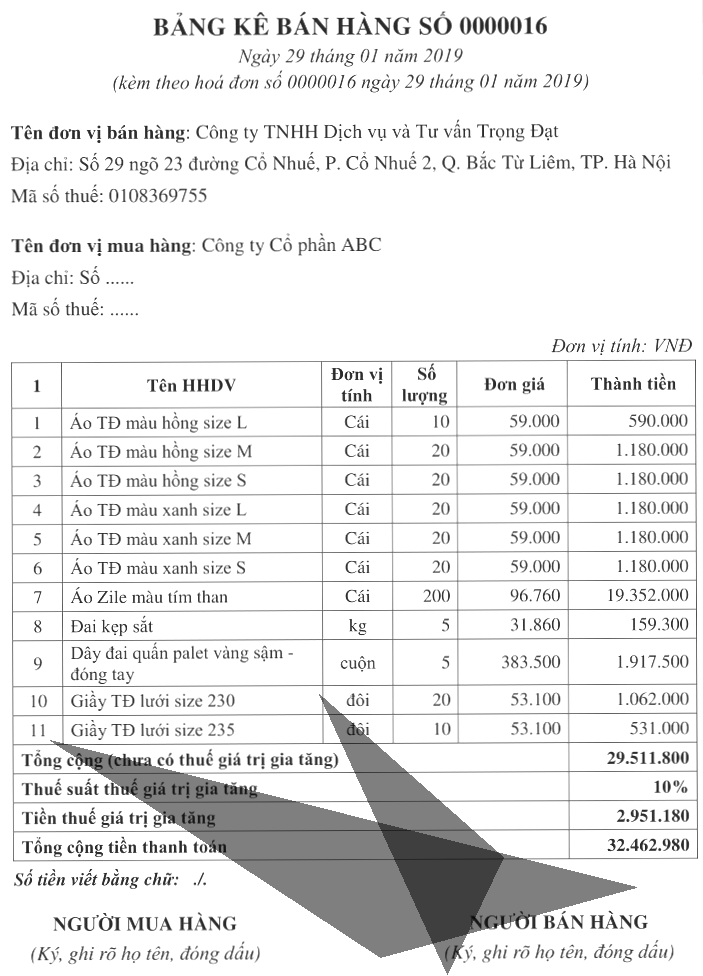 BẢNG KÊ BÁN HÀNG SỐ 0000016
Ngày 29 tháng 01 năm 2019
(kèm theo hoá đơn số 0000016 ngày 29 tháng 01 năm 2019)
Tên đơn vị bán hàng: Công ty TNHH Dịch vụ và Tư vấn Trọng Đạt
Địa chỉ: Số 29 ngõ 23 đường Cổ Nhuế, P. Cổ Nhuế 2, Q. Bắc Từ Liêm, TP. Hà Nội
Mã số thuế: 0108369755
Tên đơn vị mua hàng: Công ty Cổ phần ABC
Địa chỉ: Số ......
Mã số thuế: ......
Đơn vị tính: VNĐ
1 Tên HHDV Đơn vị tính Số lượng Đơn giá Thành tiền
1 Áo TĐ màu hồng size L Cái 10 59.000 590.000
2 Áo TĐ màu hồng size M Cái 20 59.000 1.180.000
3 Áo TĐ màu hồng size S Cái 20 59.000 1.180.000
4 Áo TĐ màu xanh size L Cái 20 59.000 1.180.000
5 Áo TĐ màu xanh size M Cái 20 59.000 1.180.000
6 Áo TĐ màu xanh size S Cái 20 59.000 1.180.000
7 Áo Zile màu tím than Cái 200 96.760 19.352.000
8 Đai kẹp sắt kg 5 31.860 159.300
9 Dây đai quấn palet vàng sậm - đóng tay cuộn 5 383.500 1.917.500
10 Giầy TĐ lưới size 230 đôi 20 53.100 1.062.000
11 Giầy TĐ lưới size 235 đôi 10 53.100 531.000
Tổng cộng (chưa có thuế giá trị gia tăng) 29.511.800
Thuế suất thuế giá trị gia tăng 10%
Tiền thuế giá trị gia tăng 2.951.180
Tổng cộng tiền thanh toán 32.462.980
Số tiền viết bằng chữ: ./.
NGƯỜI MUA HÀNG NGƯỜI BÁN HÀNG
(Ký, ghi rõ họ tên, đóng dấu) (Ký, ghi rõ họ tên, đóng dấu)